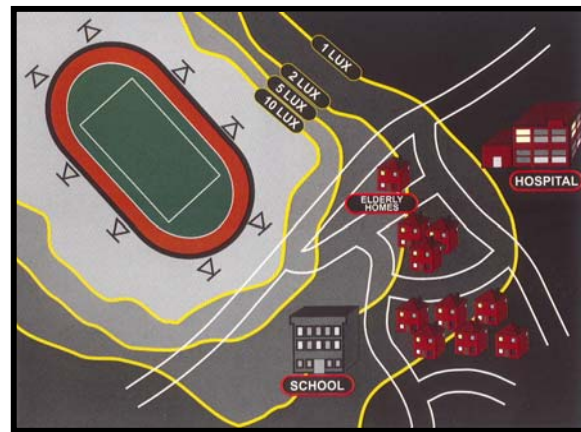 1 LUX
2 LUX
5 LUX
10 LUX
HOSPITAL
ELDERLY
HOMES
SCHOOL